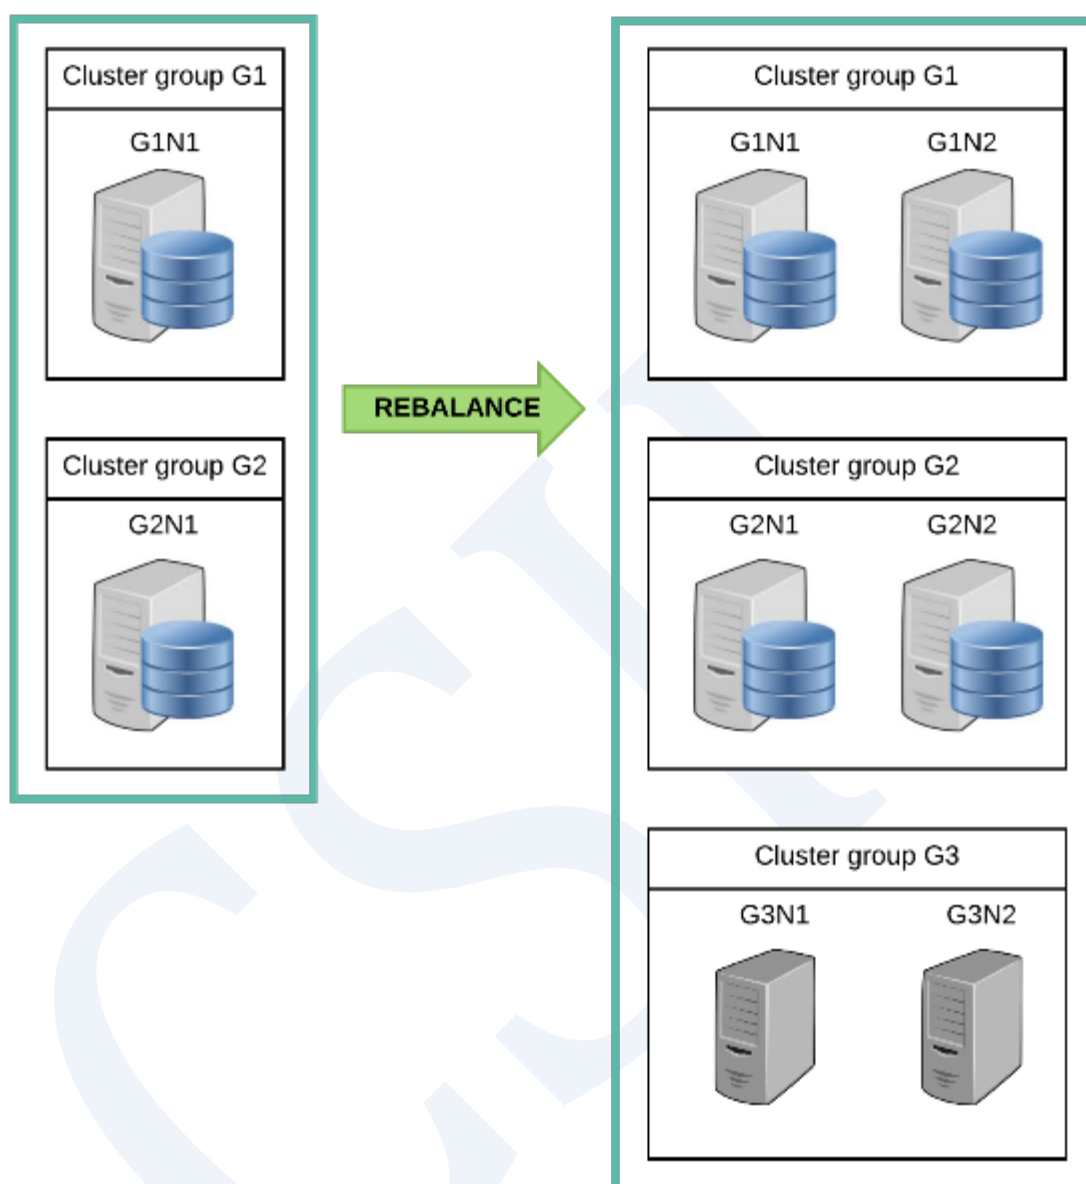 Cluster group G1
G1N1
Cluster group G2
G2N1
REBALANCE
Cluster group G1
G1N1 G1N2
Cluster group G2
G2N1 G2N2
Cluster group G3
G3N1 G3N2